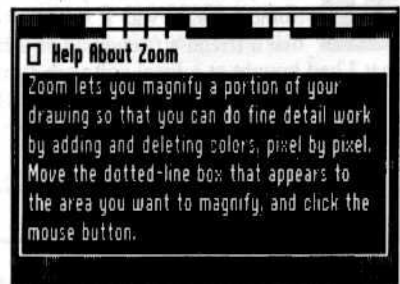 Help About Zoom
Zoom lets you magnify a portion of your
drawing so that you can do fine detail work
by adding and deleting colors, pixel by pixel.
Move the dotted-line box that appears to
the area you want to magnify, and click the
mouse button.